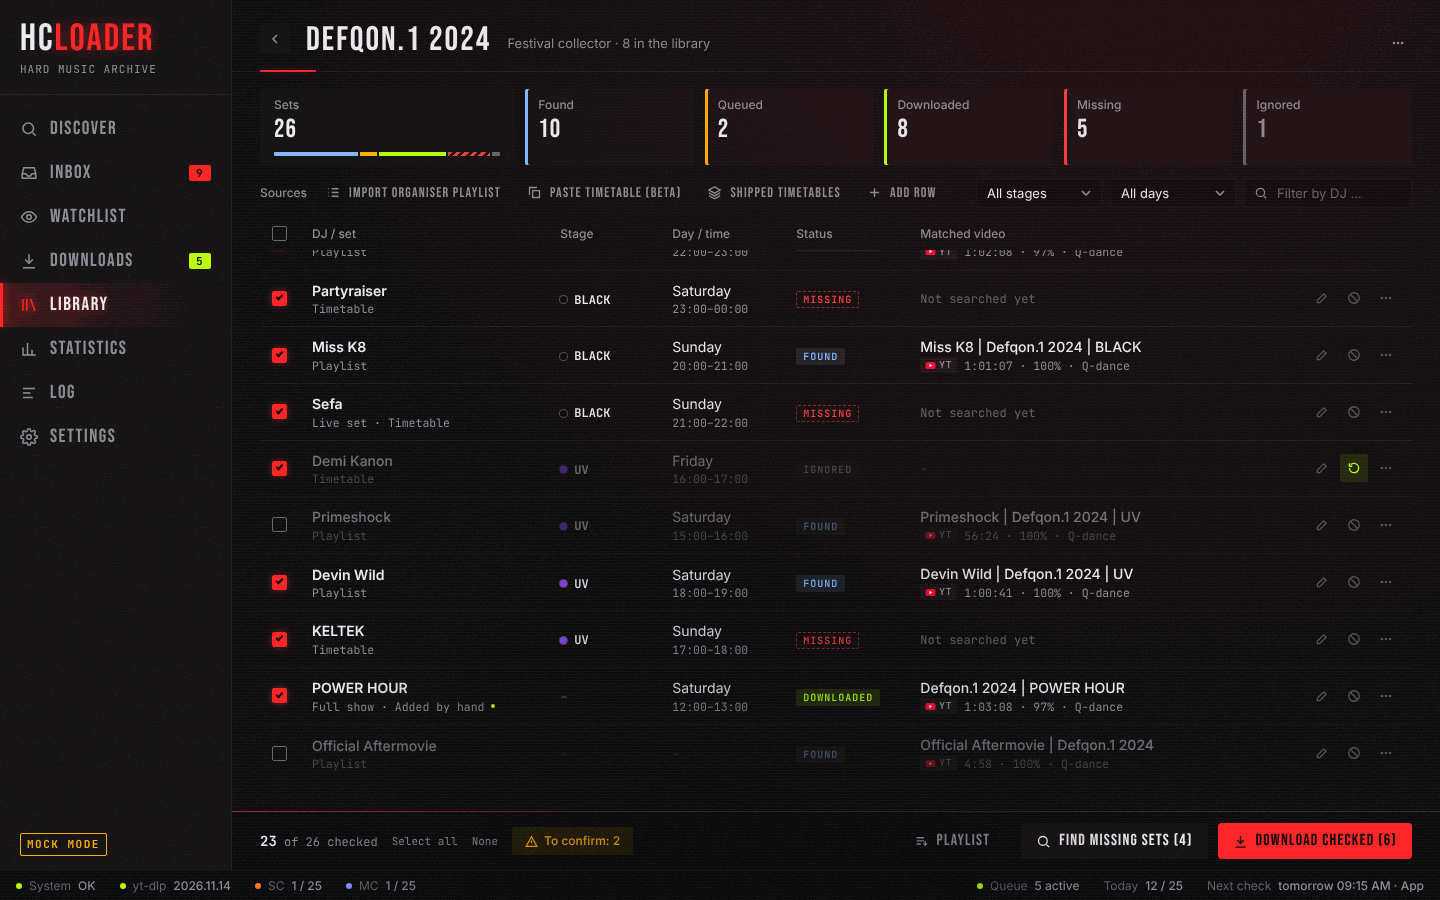 HCLOADER
HARD MUSIC ARCHIVE
DISCOVER
INBOX 9
WATCHLIST
DOWNLOADS 5
LIBRARY
STATISTICS
LOG
SETTINGS
MOCK MODE
DEFQON.1 2024 Festival collector · 8 in the library
Sets Found Queued Downloaded Missing Ignored
26 10 2 8 5 1
Sources IMPORT ORGANISER PLAYLIST PASTE TIMETABLE (BETA) SHIPPED TIMETABLES ADD ROW All stages All days Filter by DJ ...
DJ / set Stage Day / time Status Matched video
Playlist 22:00–23:00 YT 1:02:08 · 97% · Q-dance
Partyraiser BLACK Saturday MISSING Not searched yet
Timetable 23:00–00:00
Miss K8 BLACK Sunday FOUND Miss K8 | Defqon.1 2024 | BLACK
Playlist 20:00–21:00 YT 1:01:07 · 100% · Q-dance
Sefa BLACK Sunday MISSING Not searched yet
Live set · Timetable 21:00–22:00
Demi Kanon UV Friday IGNORED –
Timetable 16:00–17:00
Primeshock UV Saturday FOUND Primeshock | Defqon.1 2024 | UV
Playlist 15:00–16:00 YT 56:24 · 100% · Q-dance
Devin Wild UV Saturday FOUND Devin Wild | Defqon.1 2024 | UV
Playlist 18:00–19:00 YT 1:00:41 · 100% · Q-dance
KELTEK UV Sunday MISSING Not searched yet
Timetable 17:00–18:00
POWER HOUR – Saturday DOWNLOADED Defqon.1 2024 | POWER HOUR
Full show · Added by hand 12:00–13:00 YT 1:03:08 · 97% · Q-dance
Official Aftermovie – – FOUND Official Aftermovie | Defqon.1 2024
Playlist YT 4:58 · 100% · Q-dance
23 of 26 checked Select all None To confirm: 2 PLAYLIST FIND MISSING SETS (4) DOWNLOAD CHECKED (6)
System OK yt-dlp 2026.11.14 SC 1 / 25 MC 1 / 25 Queue 5 active Today 12 / 25 Next check tomorrow 09:15 AM · App